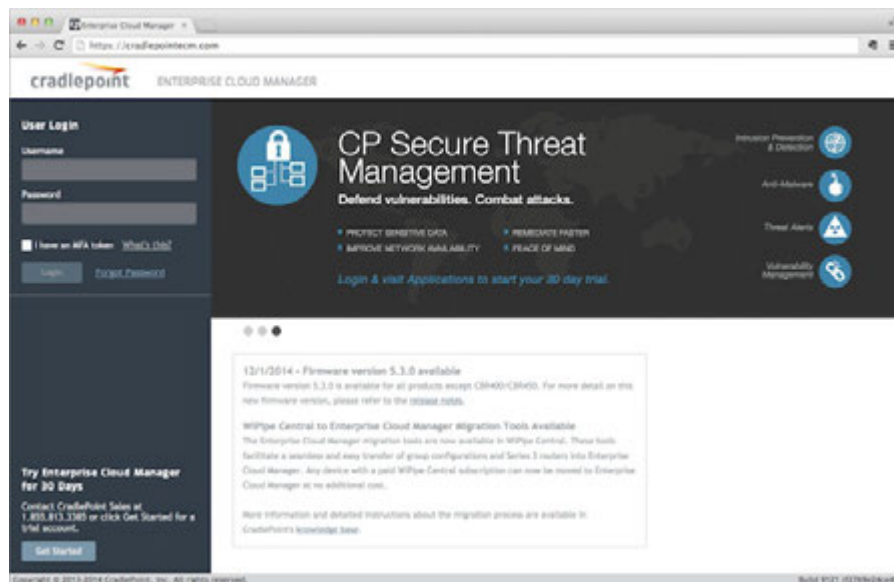 Enterprise Cloud Manager
https://cradlepointecm.com
cradlepoint
ENTERPRISE CLOUD MANAGER
User Login
Username
Password
I have an MFA token What's this?
Login Forgot Password
Try Enterprise Cloud Manager
for 30 Days
Contact CradlePoint Sales at
1.855.813.3385 or click Get Started for a
trial account.
Get Started
CP Secure Threat
Management
Defend vulnerabilities. Combat attacks.
PROTECT SENSITIVE DATA
REMEDIATE FASTER
IMPROVE NETWORK AVAILABILITY
PEACE OF MIND
Login & visit Applications to start your 30 day trial.
Intrusion Prevention
& Detection
Anti-Malware
Threat Alerts
Vulnerability
Management
12/1/2014 - Firmware version 5.3.0 available
Firmware version 5.3.0 is available for all products except CBR400/CBR450. For more detail on this
new firmware version, please refer to the release notes.
WiPipe Central to Enterprise Cloud Manager Migration Tools Available
The Enterprise Cloud Manager migration tools are now available in WiPipe Central. These tools
facilitate a seamless and easy transfer of group configurations and Series 3 routers into Enterprise
Cloud Manager. Any device with a paid WiPipe Central subscription can now be moved to Enterprise
Cloud Manager at no additional cost.
More information and detailed instructions about the migration process are available in
CradlePoint's knowledge base.
Copyright © 2013-2014 CradlePoint, Inc. All rights reserved.
Build 9121